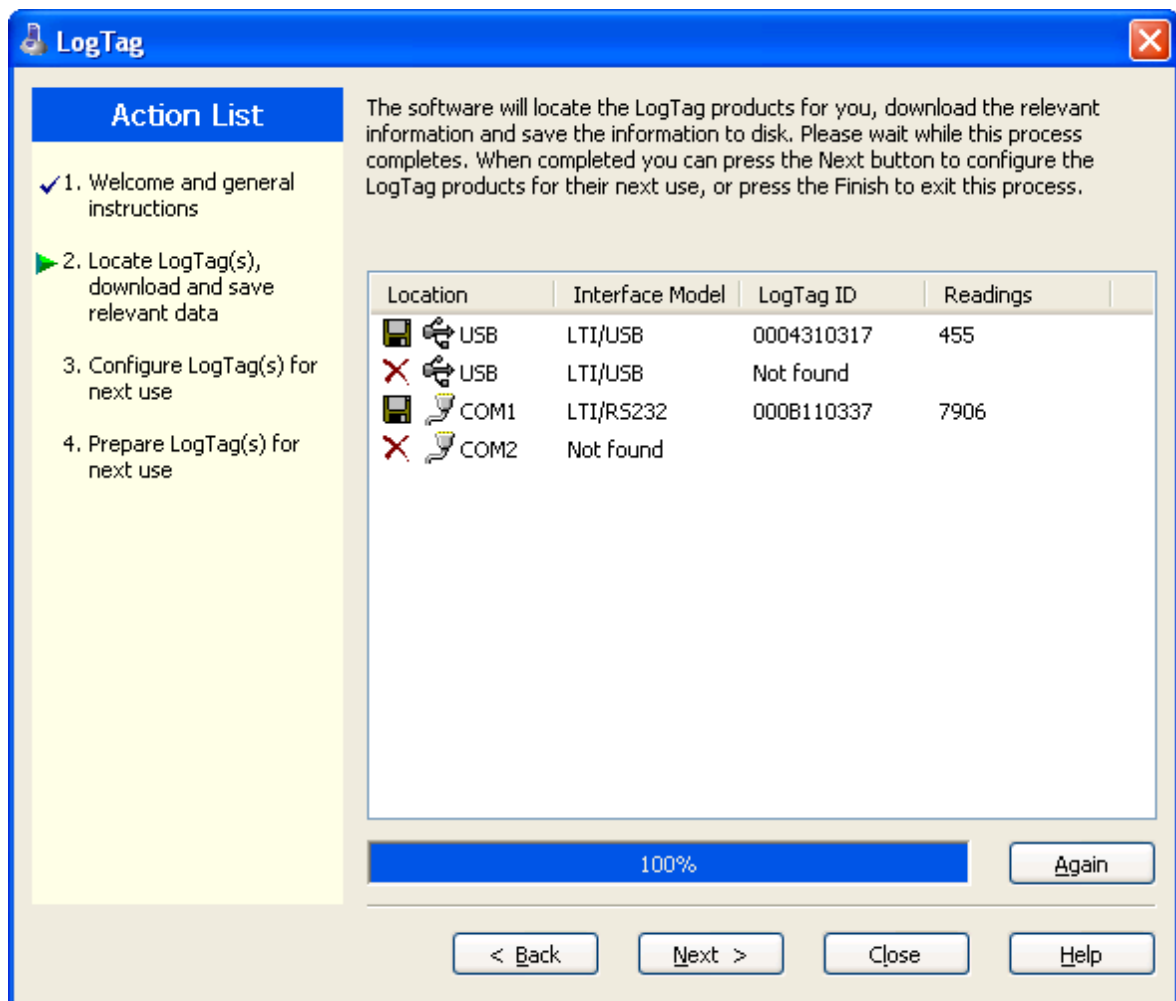 LogTag
Action List
1. Welcome and general
instructions
2. Locate LogTag(s),
download and save
relevant data
3. Configure LogTag(s) for
next use
4. Prepare LogTag(s) for
next use
The software will locate the LogTag products for you, download the relevant
information and save the information to disk. Please wait while this process
completes. When completed you can press the Next button to configure the
LogTag products for their next use, or press the Finish to exit this process.
Location Interface Model LogTag ID Readings
USB LTI/USB 0004310317 455
USB LTI/USB Not found
COM1 LTI/RS232 000B110337 7906
COM2 Not found
100%
Again
< Back Next > Close Help